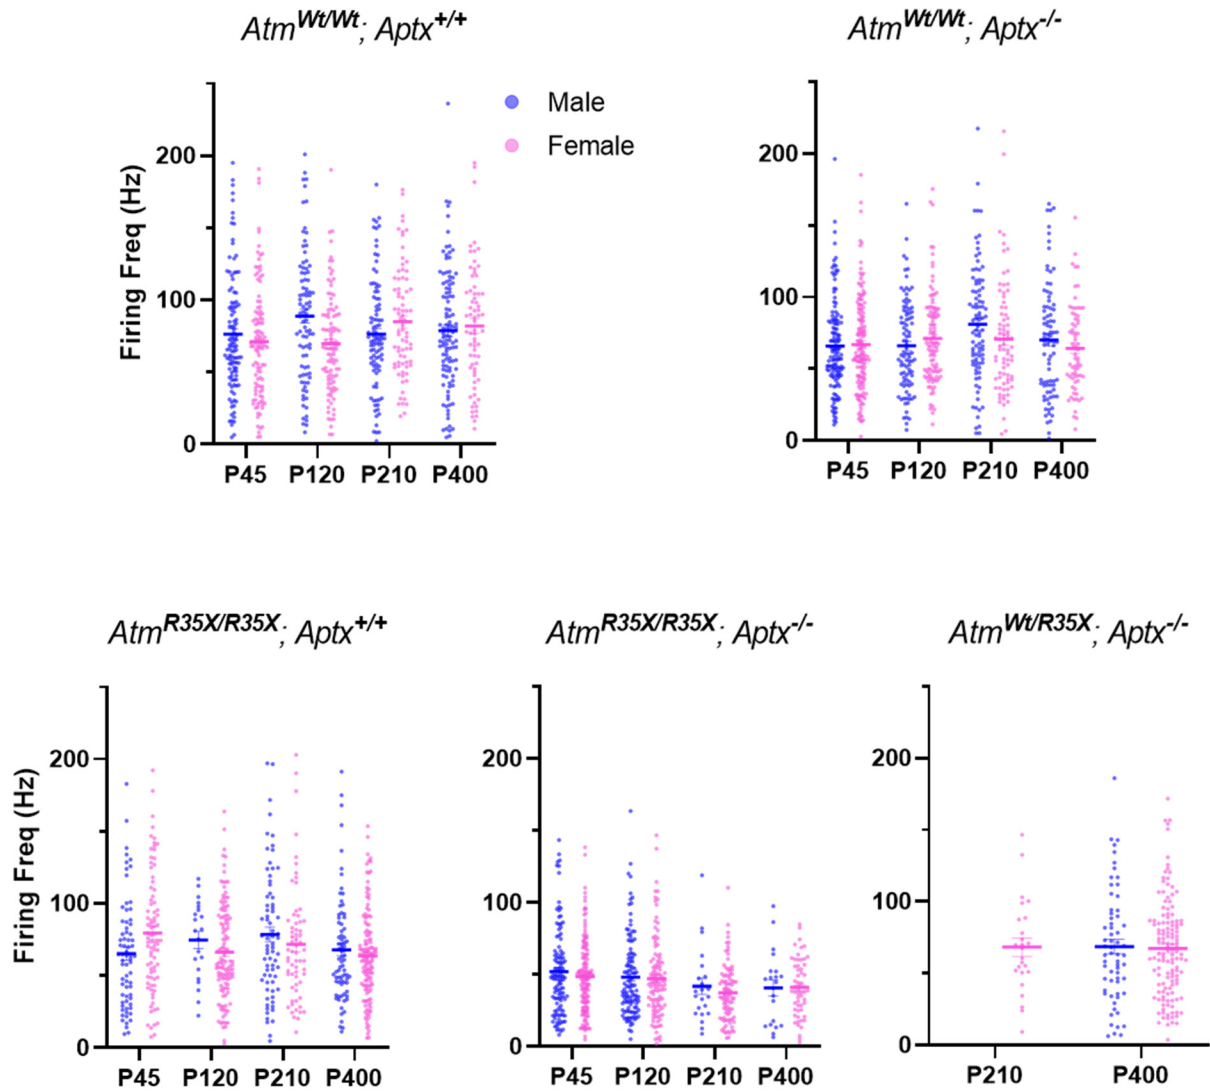 Atm^Wt/Wt; Aptx^+/+
Atm^Wt/Wt; Aptx^-/-
Male
Female
Firing Freq (Hz)
200
100
0
P45 P120 P210 P400
200
100
0
P45 P120 P210 P400
Atm^R35X/R35X; Aptx^+/+
Atm^R35X/R35X; Aptx^-/-
Atm^Wt/R35X; Aptx^-/-
Firing Freq (Hz)
200
100
0
P45 P120 P210 P400
200
100
0
P45 P120 P210 P400
200
100
0
P210 P400